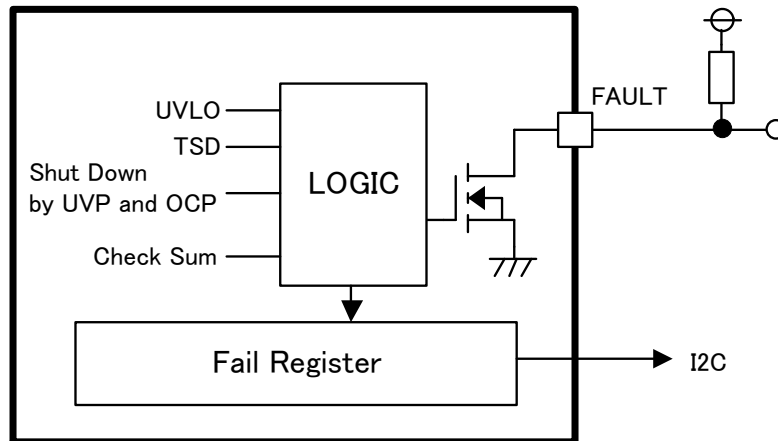 FAULT
UVLO
TSD
Shut Down
by UVP and OCP
LOGIC
Check Sum
Fail Register
I2C